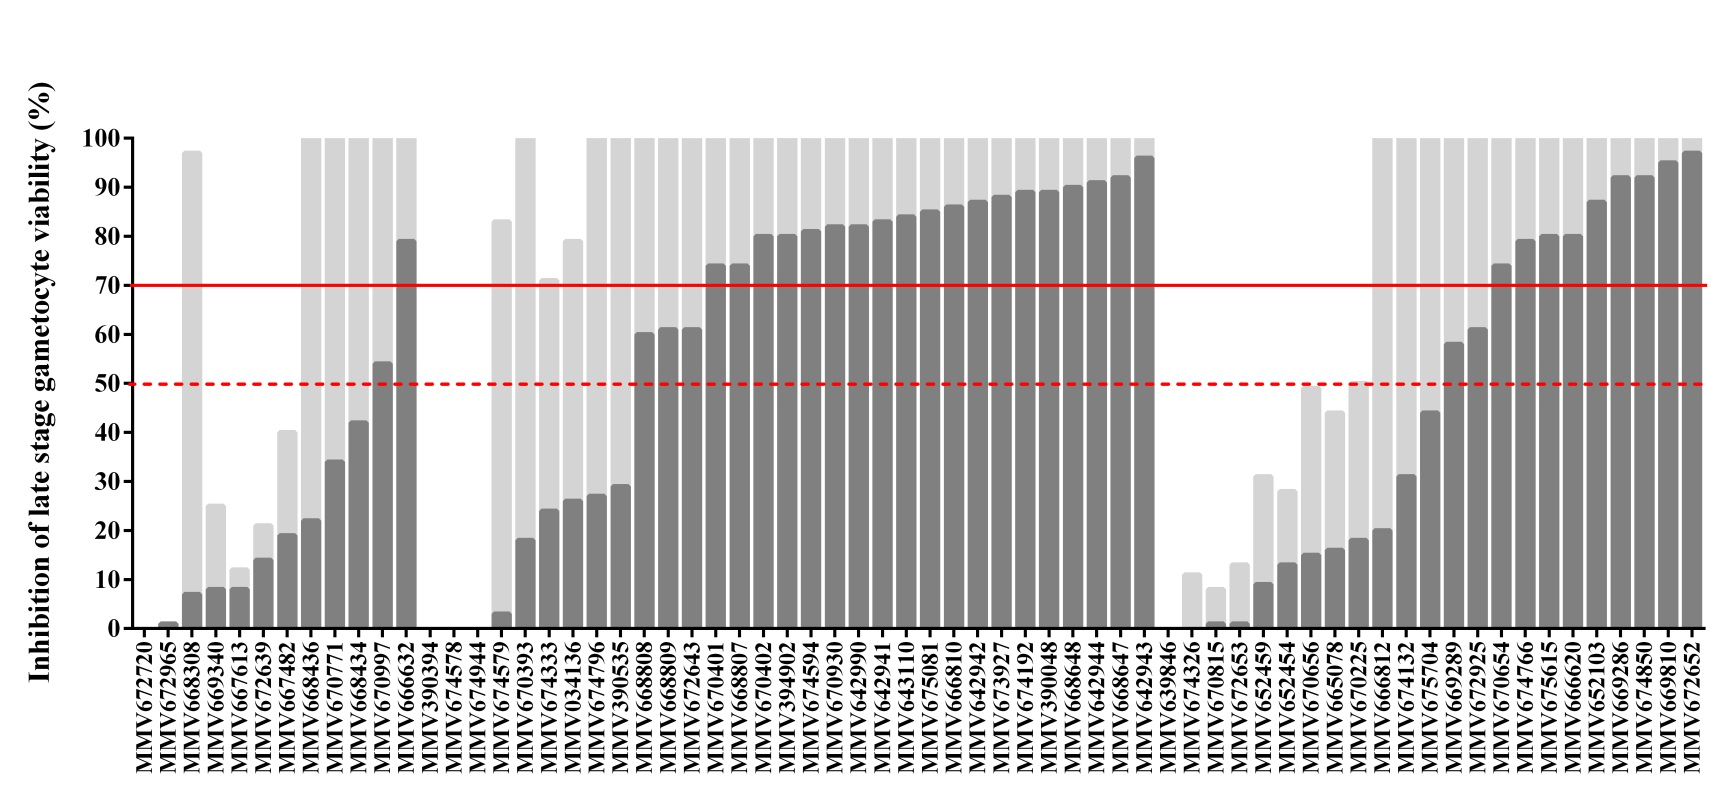 Inhibition of late stage gametocyte viability (%)
100
90
80
70
60
50
40
30
20
10
0
MMV672720
MMV672965
MMV668308
MMV669340
MMV667613
MMV672639
MMV667482
MMV668436
MMV670771
MMV668434
MMV670997
MMV666632
MMV390394
MMV674578
MMV674944
MMV674579
MMV670393
MMV674333
MMV034136
MMV674796
MMV390535
MMV668808
MMV668809
MMV672643
MMV670401
MMV668807
MMV670402
MMV394902
MMV674594
MMV670930
MMV642990
MMV642941
MMV643110
MMV675081
MMV666810
MMV642942
MMV673927
MMV674192
MMV390048
MMV668648
MMV642944
MMV668647
MMV642943
MMV639846
MMV674326
MMV670815
MMV672653
MMV652459
MMV652454
MMV670656
MMV665078
MMV670225
MMV666812
MMV674132
MMV675704
MMV669289
MMV672925
MMV670654
MMV674766
MMV675615
MMV666620
MMV652103
MMV669286
MMV674850
MMV669810
MMV672652